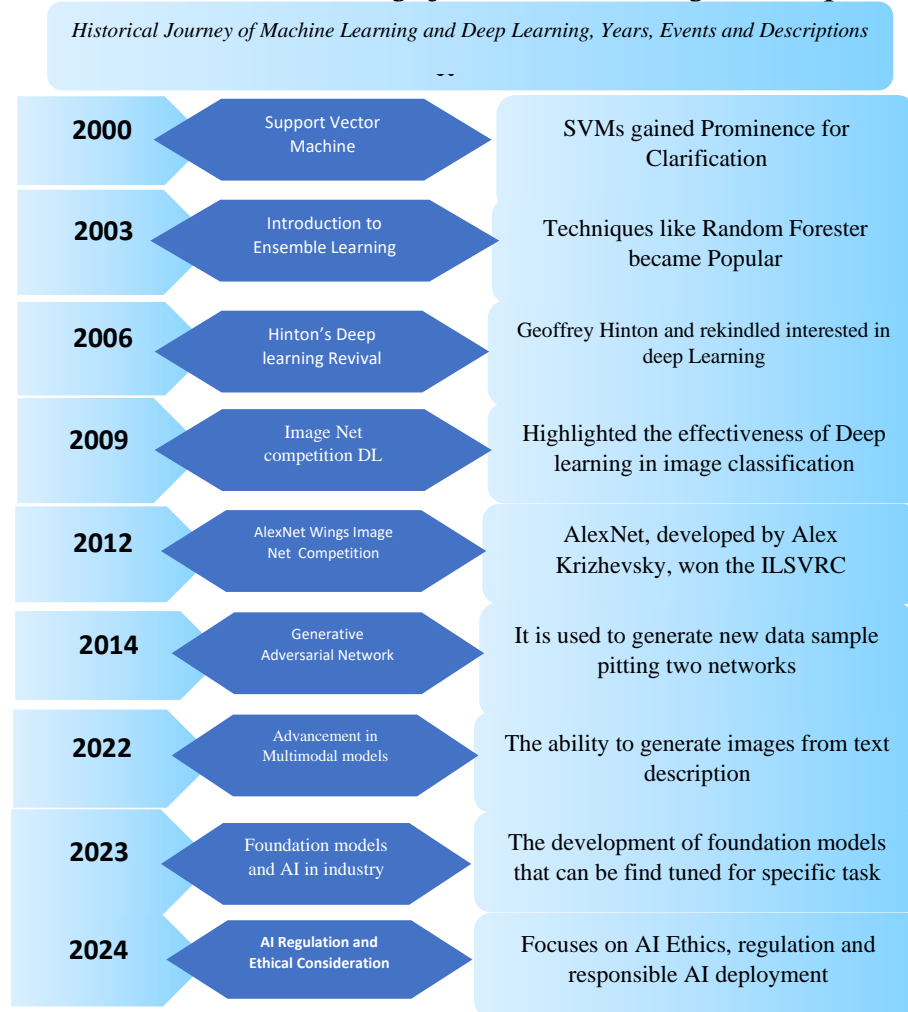 Historical Journey of Machine Learning and Deep Learning, Years, Events and Descriptions
2000
Support Vector
Machine
SVMs gained Prominence for
Clarification
2003
Introduction to
Ensemble Learning
Techniques like Random Forester
became Popular
2006
Hinton’s Deep
learning Revival
Geoffrey Hinton and rekindled interested in
deep Learning
2009
Image Net
competition DL
Highlighted the effectiveness of Deep
learning in image classification
2012
AlexNet Wings Image
Net Competition
AlexNet, developed by Alex
Krizhevsky, won the ILSVRC
2014
Generative
Adversarial Network
It is used to generate new data sample
pitting two networks
2022
Advancement in
Multimodal models
The ability to generate images from text
description
2023
Foundation models
and AI in industry
The development of foundation models
that can be find tuned for specific task
2024
AI Regulation and
Ethical Consideration
Focuses on AI Ethics, regulation and
responsible AI deployment